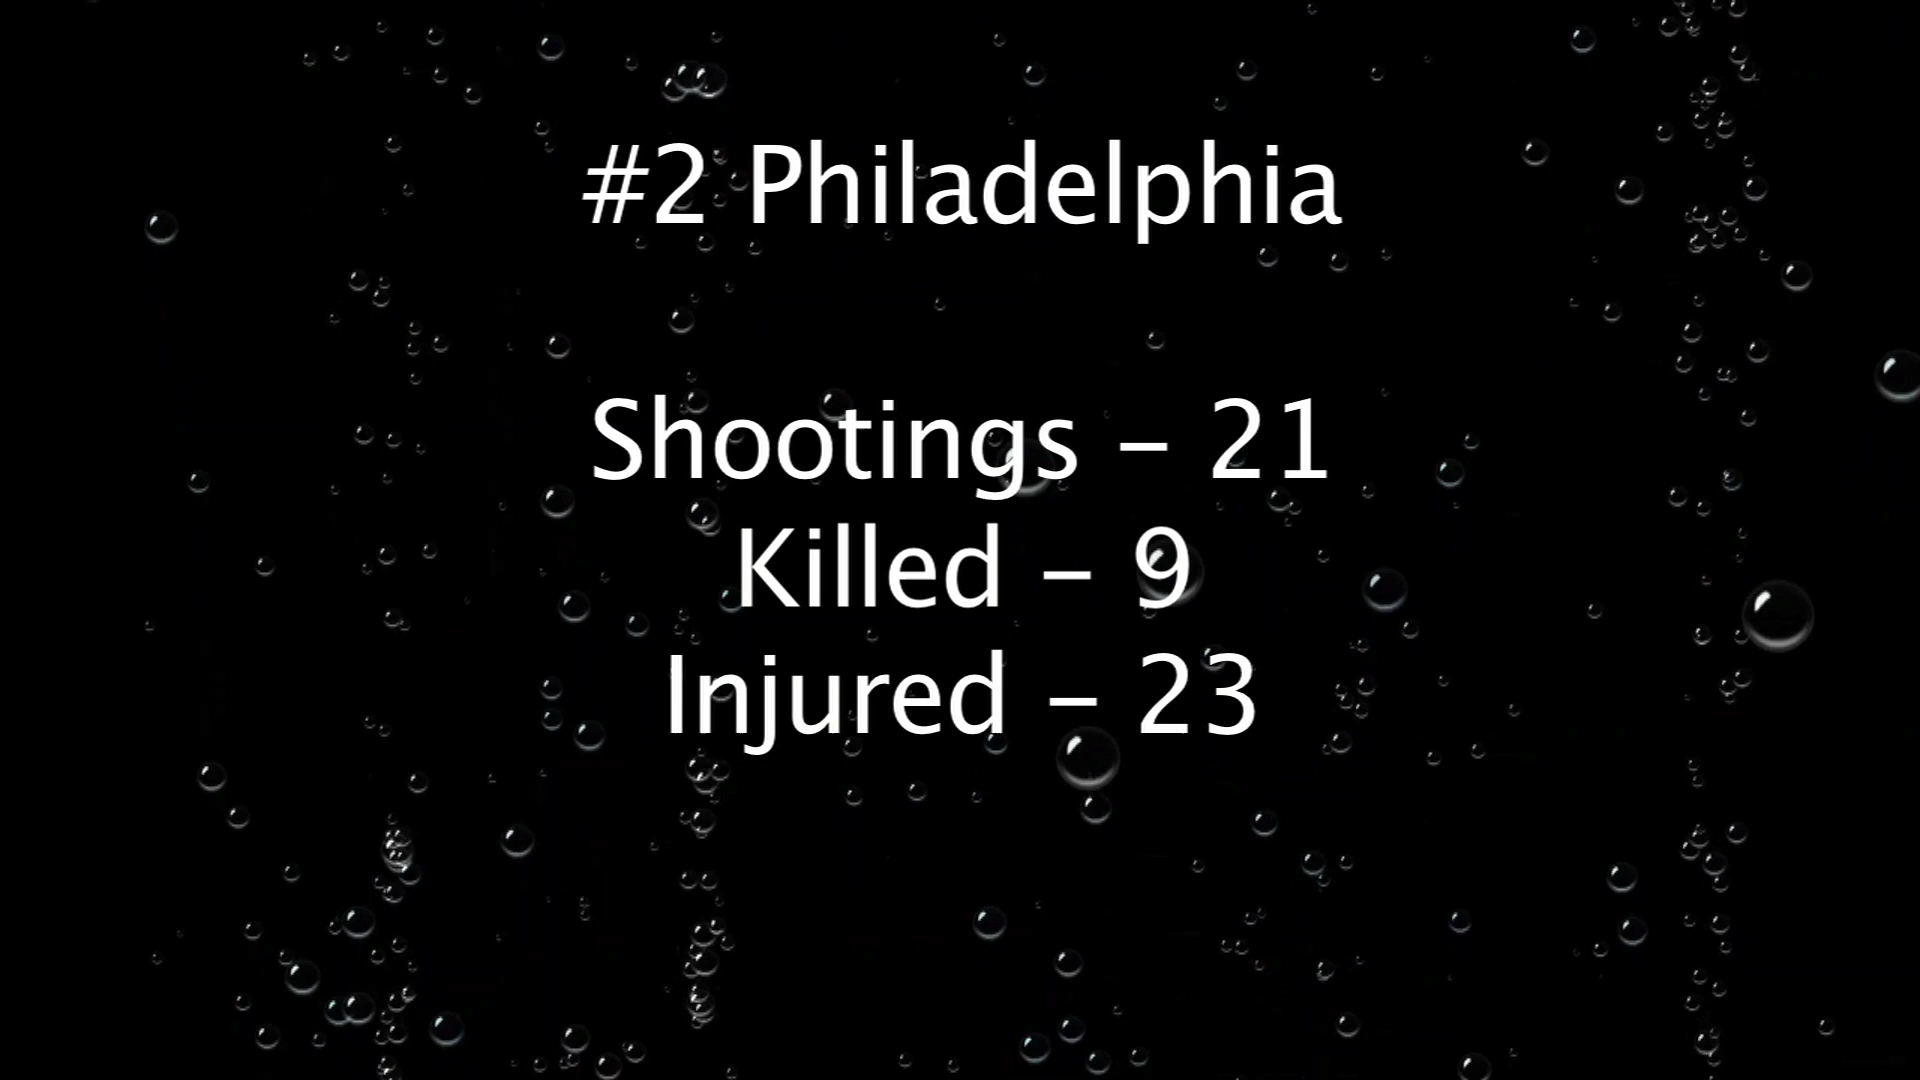 #2 Philadelphia
Shootings - 21
Killed - 9
Injured - 23